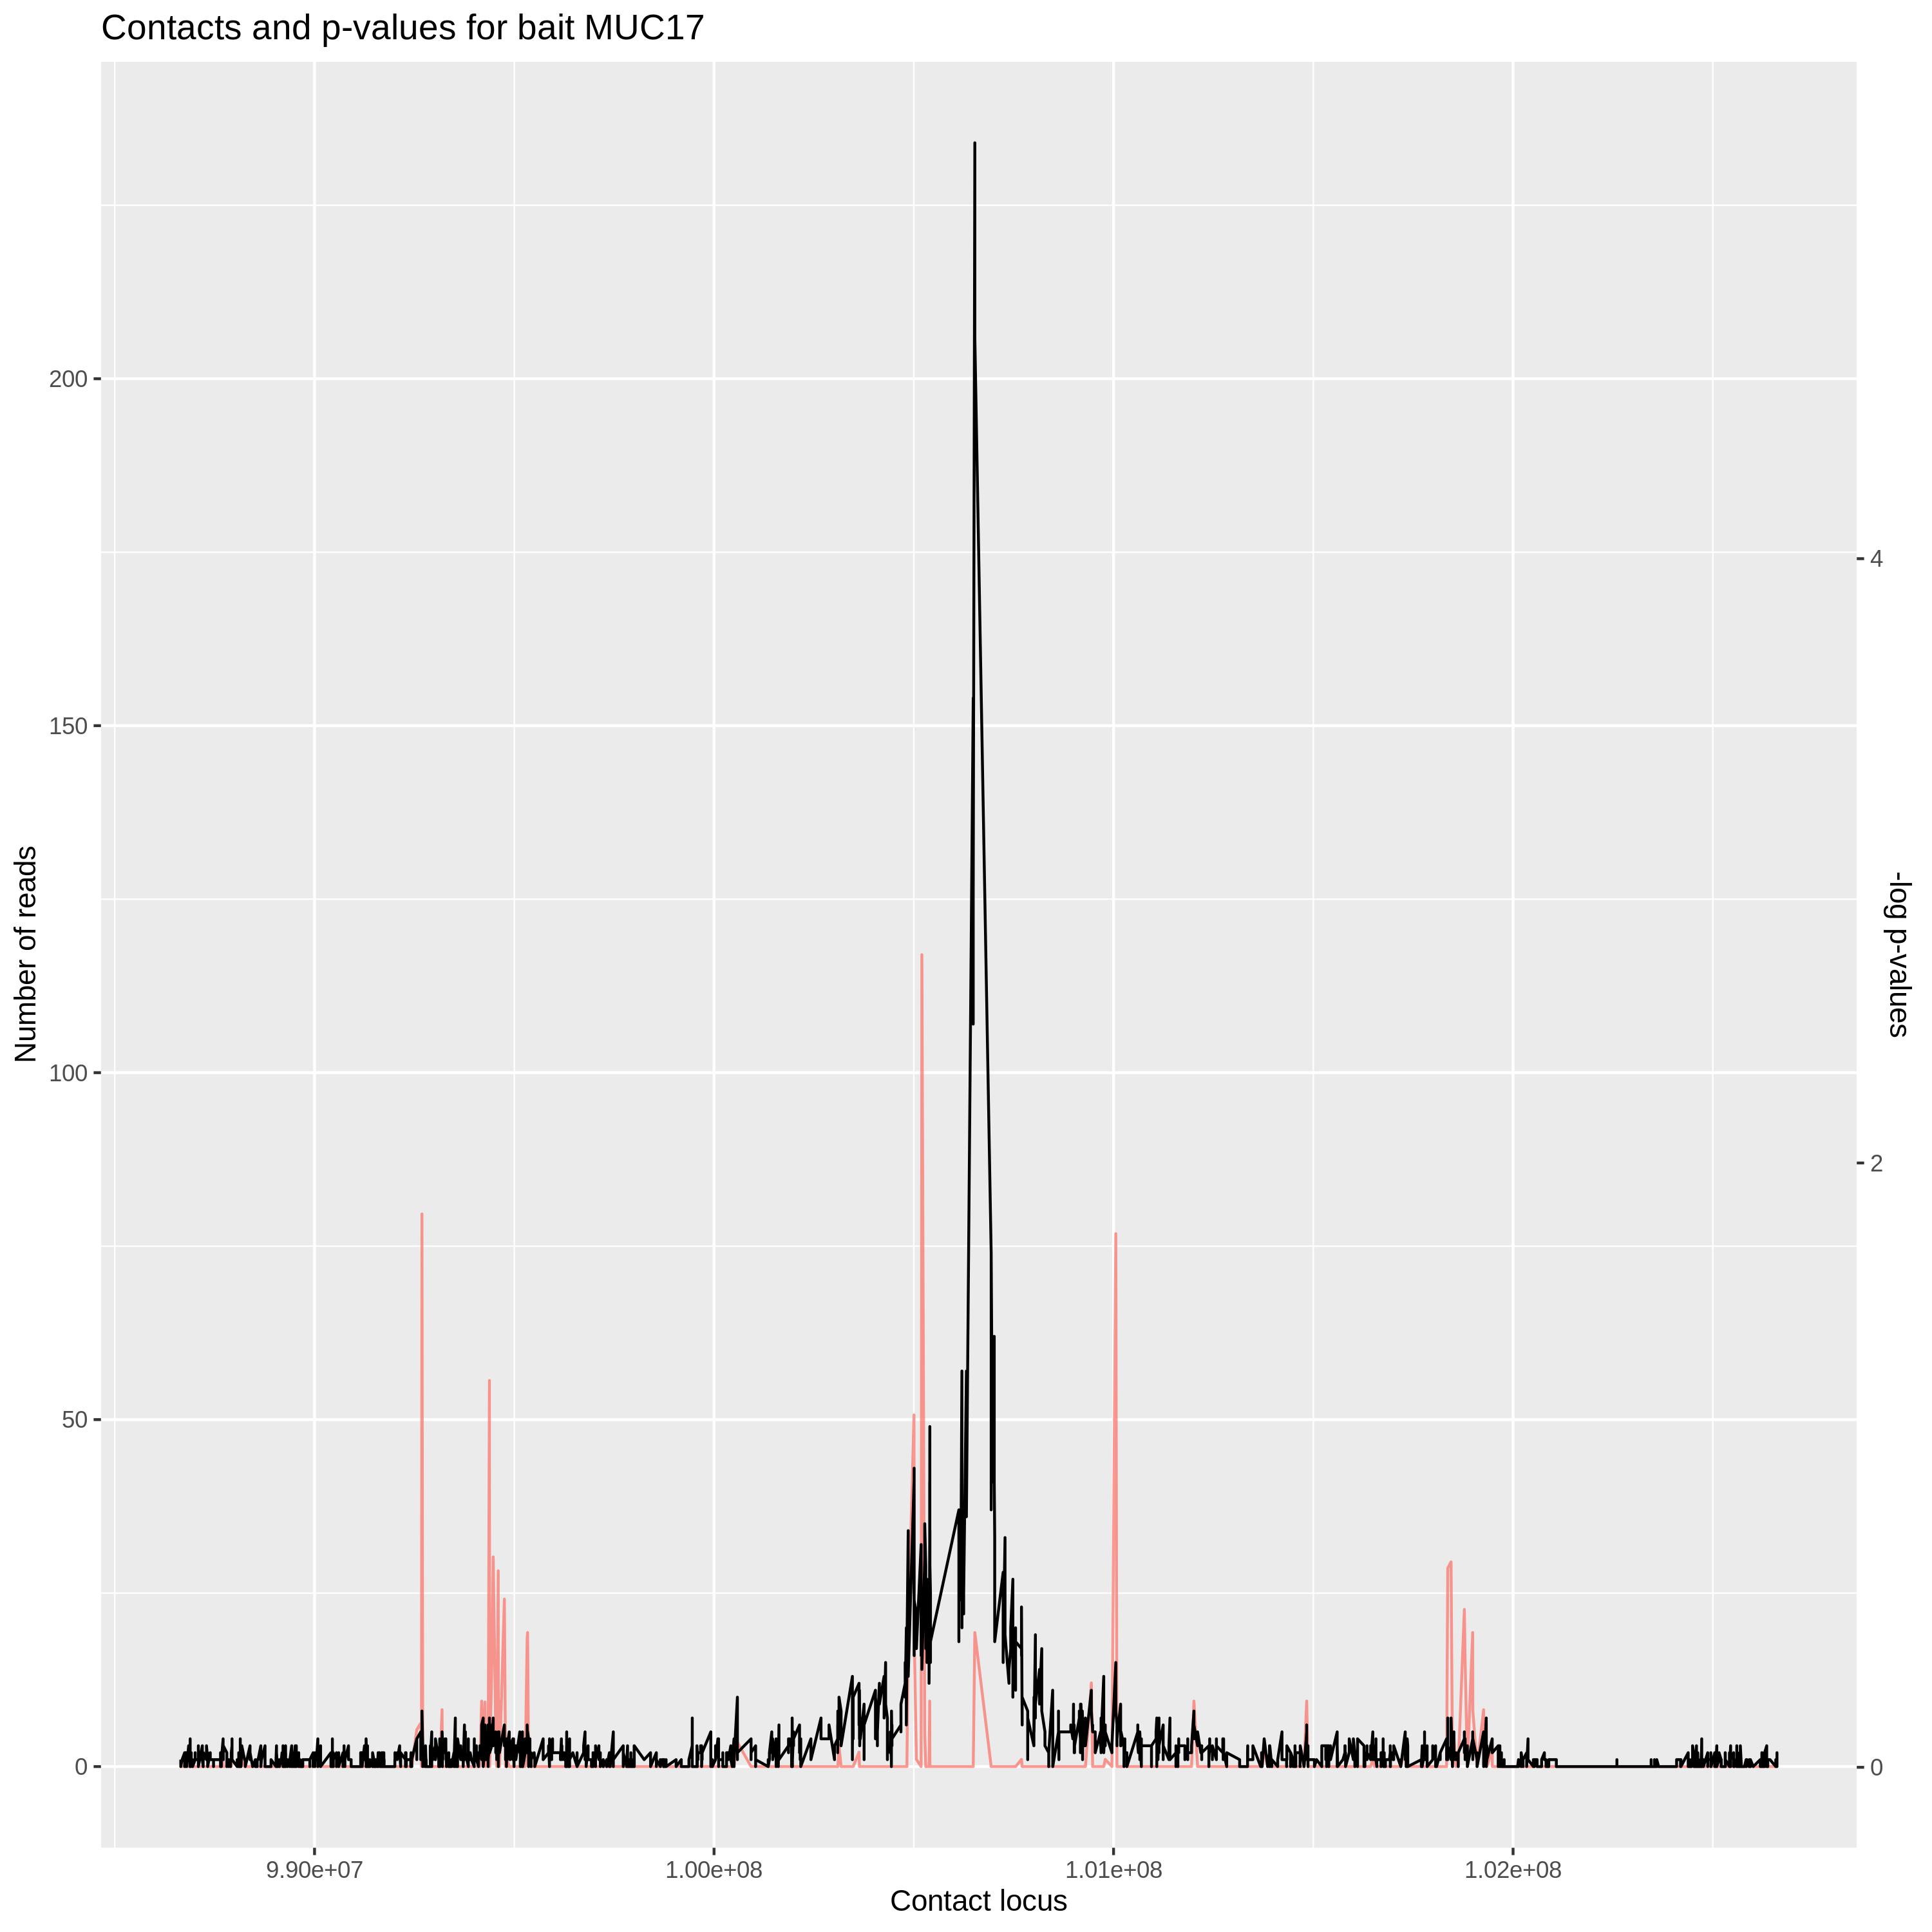 Contacts and p-values for bait MUC17
Number of reads
200
150
100
50
0
4
2
0
-log p-values
9.90e+07
1.00e+08
1.01e+08
1.02e+08
Contact locus